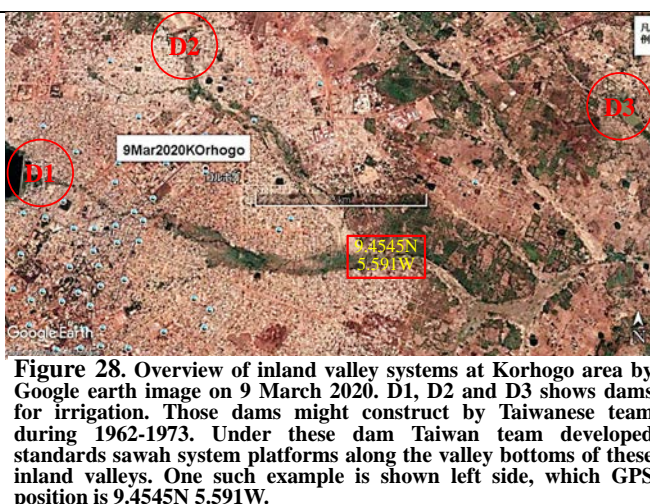 D2
D3
9Mar2020KOrhogo
D1
km
9.4545N
5.591W
Google Earth
N
Figure 28. Overview of inland valley systems at Korhogo area by
Google earth image on 9 March 2020. D1, D2 and D3 shows dams
for irrigation. Those dams might construct by Taiwanese team
during 1962-1973. Under these dam Taiwan team developed
standards sawah system platforms along the valley bottoms of these
inland valleys. One such example is shown left side, which GPS
position is 9.4545N 5.591W.